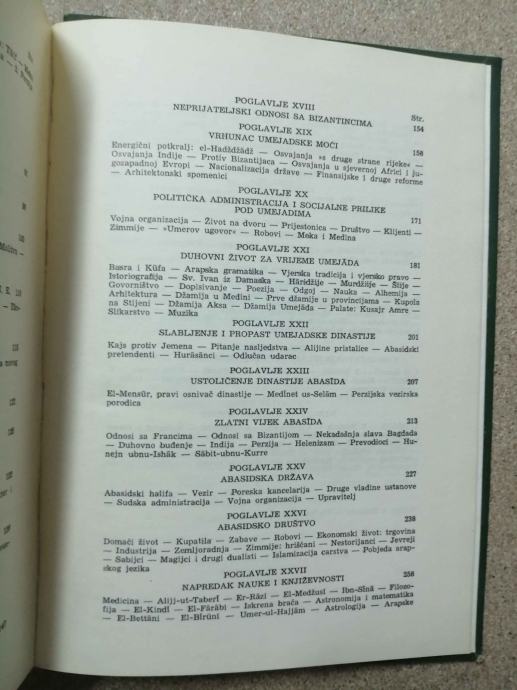 POGLAVLJE XVIII
Str.
NEPRIJATELJSKI ODNOSI SA BIZANTINCIMA 154
POGLAVLJE XIX
VRHUNAC UMEJADSKE MOĆI 158
Energični potkralj: el-Hadždžadž — Osvajanja »s druge strane rijeke« —
Osvajanja Indije — Protiv Bizantijaca — Osvajanja u sjevernoj Africi i ju-
gozapadnoj Evropi — Nacionalizacija države — Finansijske i druge reforme
— Arhitektonski spomenici
POGLAVLJE XX
POLITIČKA ADMINISTRACIJA I SOCIJALNE PRILIKE 171
POD UMEJADIMA
Vojna organizacija — Život na dvoru — Prijestonica — Društvo — Klijenti —
Zimmije — »Umerov ugovor« — Robovi — Meka i Medina
POGLAVLJE XXI
DUHOVNI ŽIVOT ZA VRIJEME UMEJĀDA 181
Basra i Kūfa — Arapska gramatika — Vjerska tradicija i vjersko pravo —
Istoriografija — Sv. Ivan iz Damaska — Hāridžije — Murdžije — Šiije —
Govorništvo — Dopisivanje — Poezija — Odgoj — Nauka — Alhemija —
Arhitektura — Džamija u Medini — Prve džamije u provincijama — Kupola
na Stijeni — Džamija Aksa — Džamija Umejāda — Palate: Kusajr Amre —
Slikarstvo — Muzika
POGLAVLJE XXII
SLABLJENJE I PROPAST UMEJADSKE DINASTIJE 201
Kajs protiv Jemena — Pitanje nasljedstva — Alijine pristalice — Abasidski
pretendenti — Hurāsānci — Odlučan udarac
POGLAVLJE XXIII
USTOLIČENJE DINASTIJE ABASĪDA 207
El-Mensūr, pravi osnivač dinastije — Medīnet us-Selām — Perzijska vezirska
porodica
POGLAVLJE XXIV
ZLATNI VIJEK ABASĪDA 213
Odnosi sa Francima — Odnosi sa Bizantijom — Nekadašnja slava Bagdada
— Duhovno buđenje — Indija — Perzija — Helenizam — Prevodioci — Hu-
nejn ubnu-Ishāk — Sābit-ubnu-Kurre
POGLAVLJE XXV
ABASIDSKA DRŽAVA 227
Abasidski halifa — Vezir — Poreska kancelarija — Druge vladine ustanove
— Sudska administracija — Vojna organizacija — Upravitelj
POGLAVLJE XXVI
ABASIDSKO DRUŠTVO 238
Domaći život — Kupatila — Zabave — Robovi — Ekonomski život: trgovina
— Industrija — Zemljoradnja — Zimmije: hrišćani — Nestorijanci — Jevreji
— Sabijci — Magijci i drugi dualisti — Islamizacija carstva — Pobjeda arap-
skog jezika
POGLAVLJE XXVII
NAPREDAK NAUKE I KNJIŽEVNOSTI 256
Medicina — Alijj-ut-Taberī — Er-Rāzī — El-Medžusī — Ibn-Sīnā — Filozo-
fija — El-Kindī — El-Fārābī — Iskrena braća — Astronomija i matematika
— El-Bettānī — El-Bīrūnī — Umer-ul-Hajjām — Astrologija — Arapske